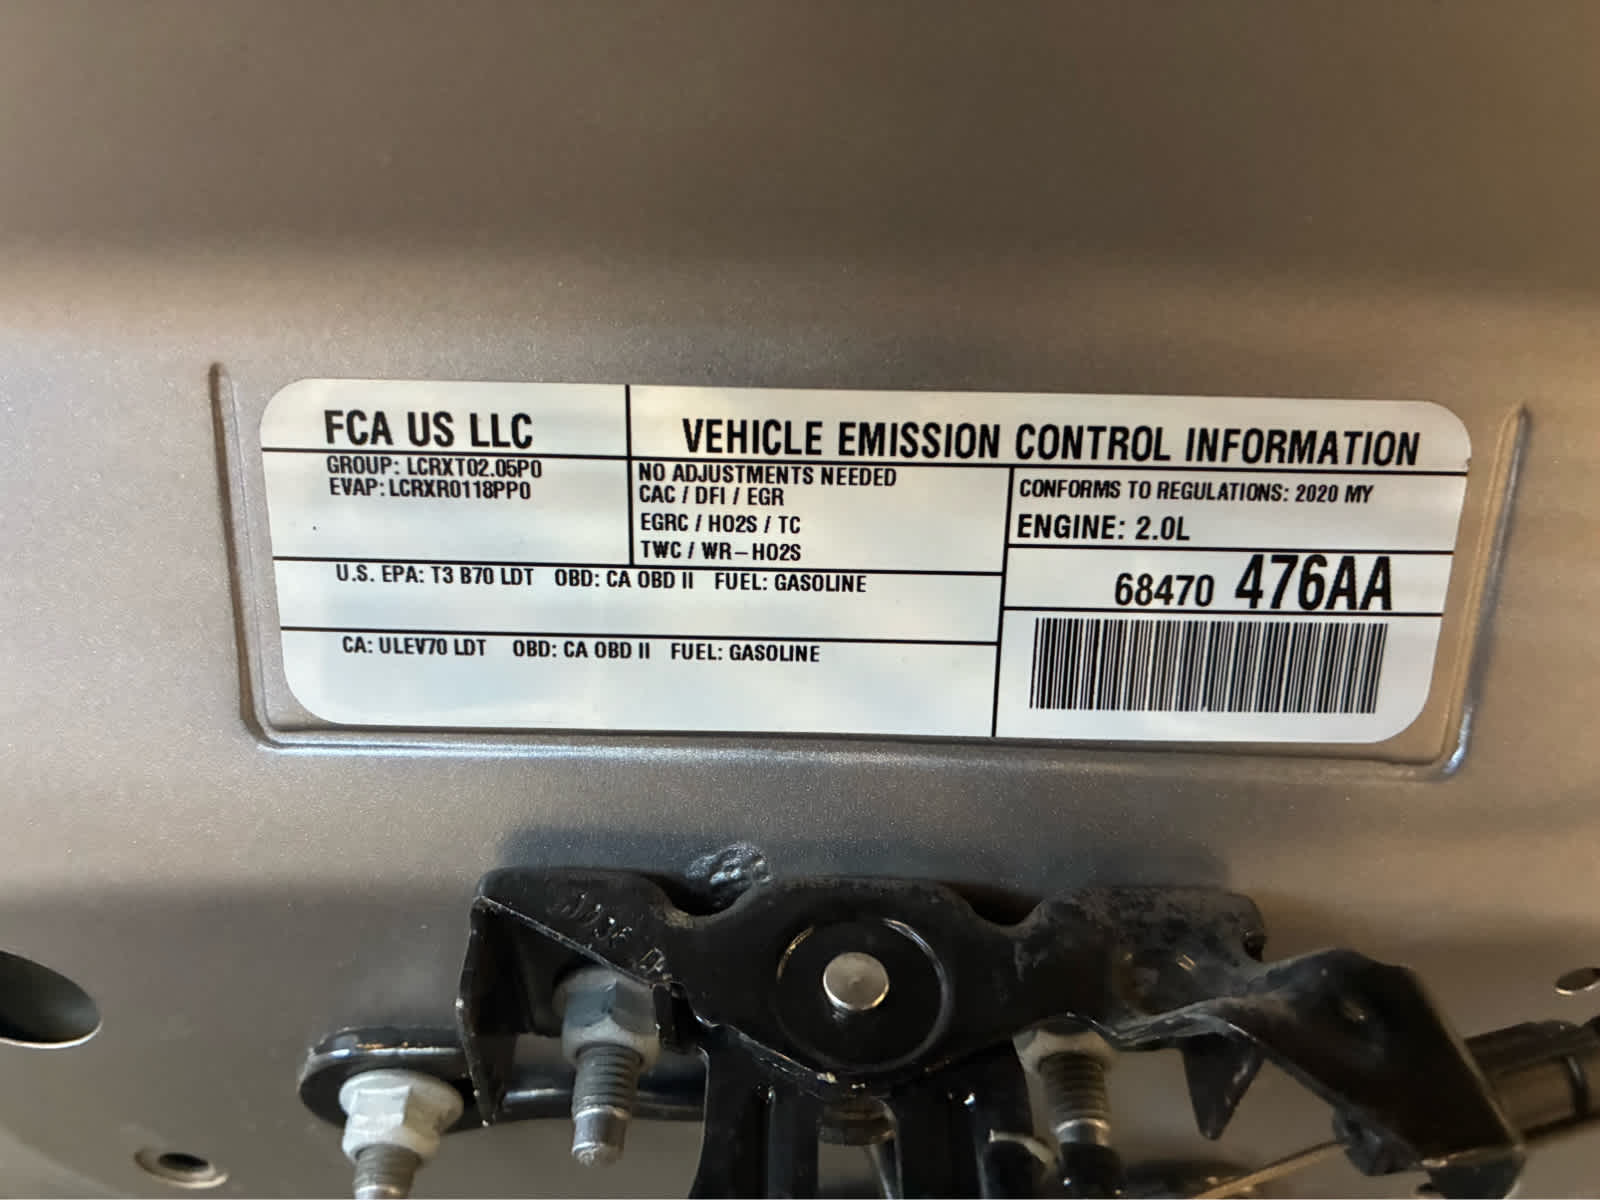 FCA US LLC
GROUP: LCRXT02.05P0
EVAP: LCRXR0118PP0
VEHICLE EMISSION CONTROL INFORMATION
NO ADJUSTMENTS NEEDED
CAC / DFI / EGR
EGRC / HO2S / TC
TWC / WR-HO2S
CONFORMS TO REGULATIONS: 2020 MY
ENGINE: 2.0L
68470 476AA
U.S. EPA: T3 B70 LDT OBD: CA OBD II FUEL: GASOLINE
CA: ULEV70 LDT OBD: CA OBD II FUEL: GASOLINE